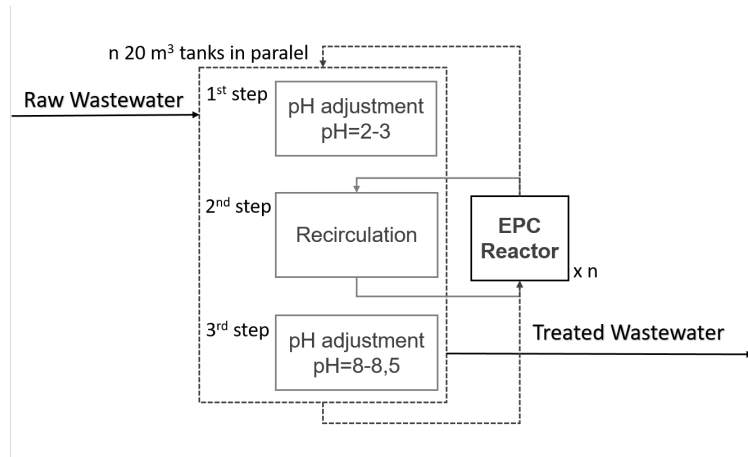 n 20 m³ tanks in paralel
Raw Wastewater
1st step
pH adjustment
pH=2-3
2nd step
Recirculation
EPC
Reactor
x n
3rd step
pH adjustment
pH=8-8,5
Treated Wastewater